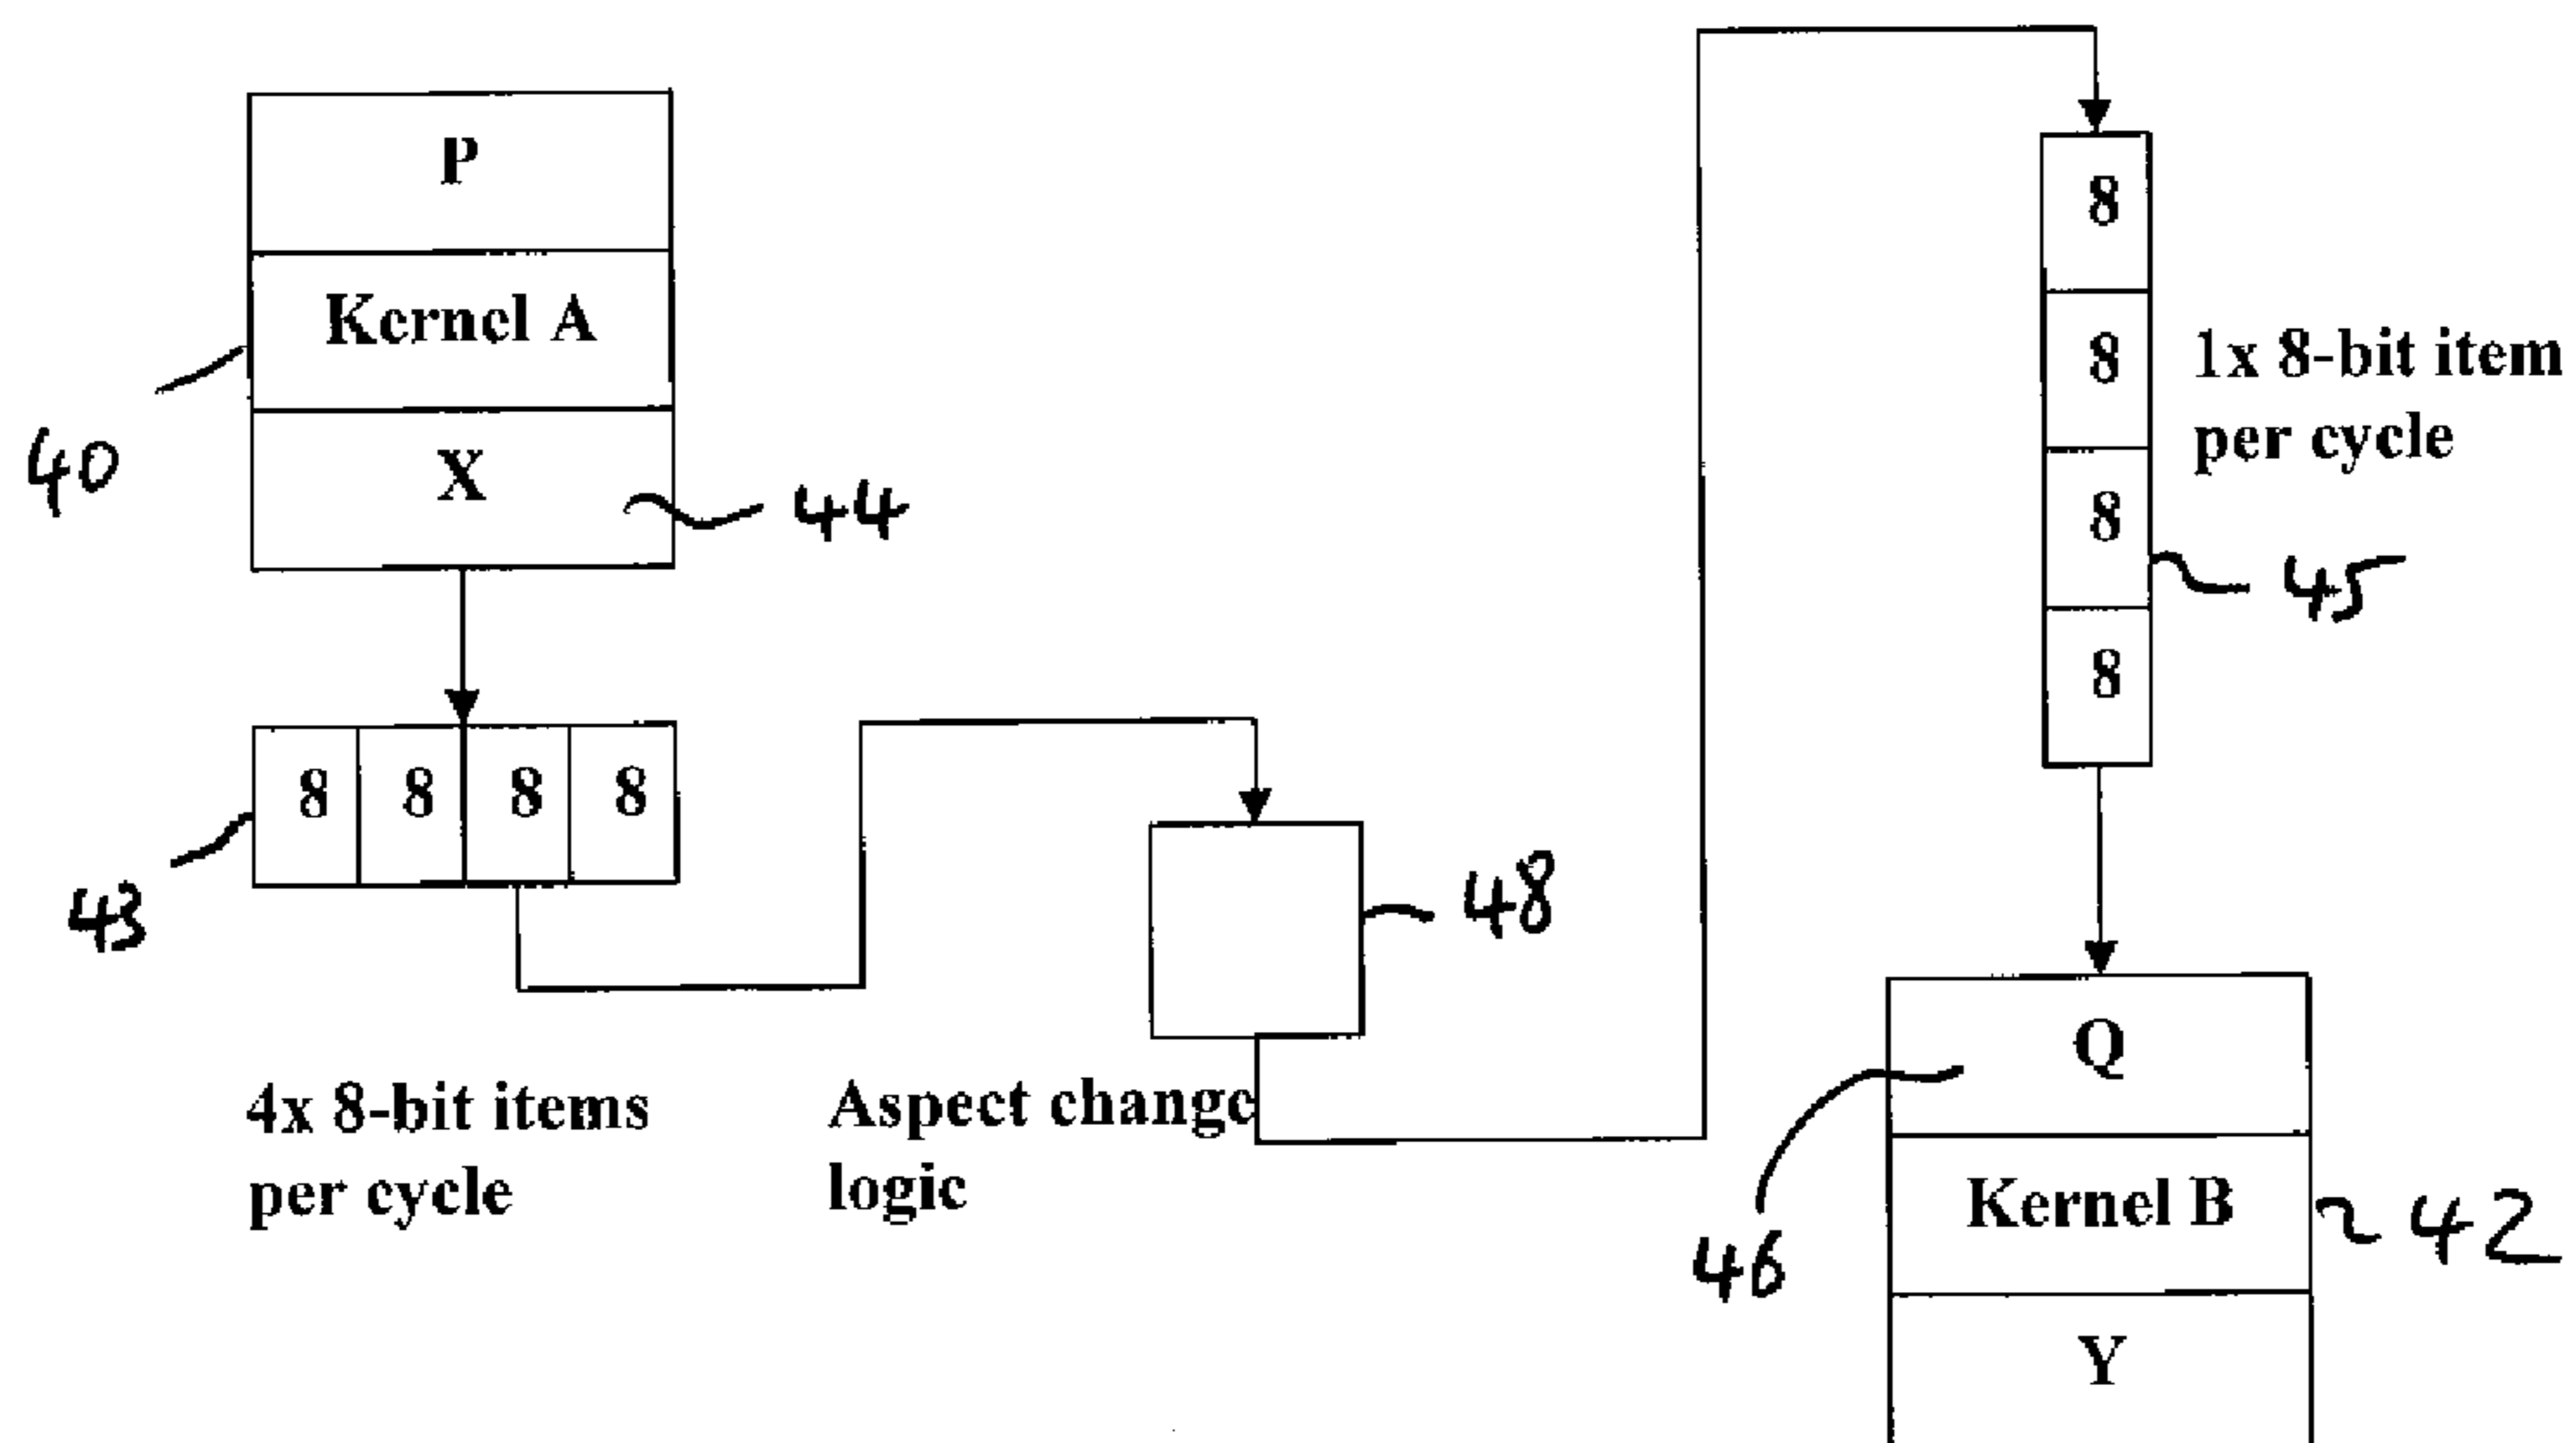 P
Kernel A
40
X
44
8 8 8 8
43
4x 8-bit items
per cycle
48
Aspect change
logic
8
8
8
8
1x 8-bit item
per cycle
45
Q
46
Kernel B
42
Y